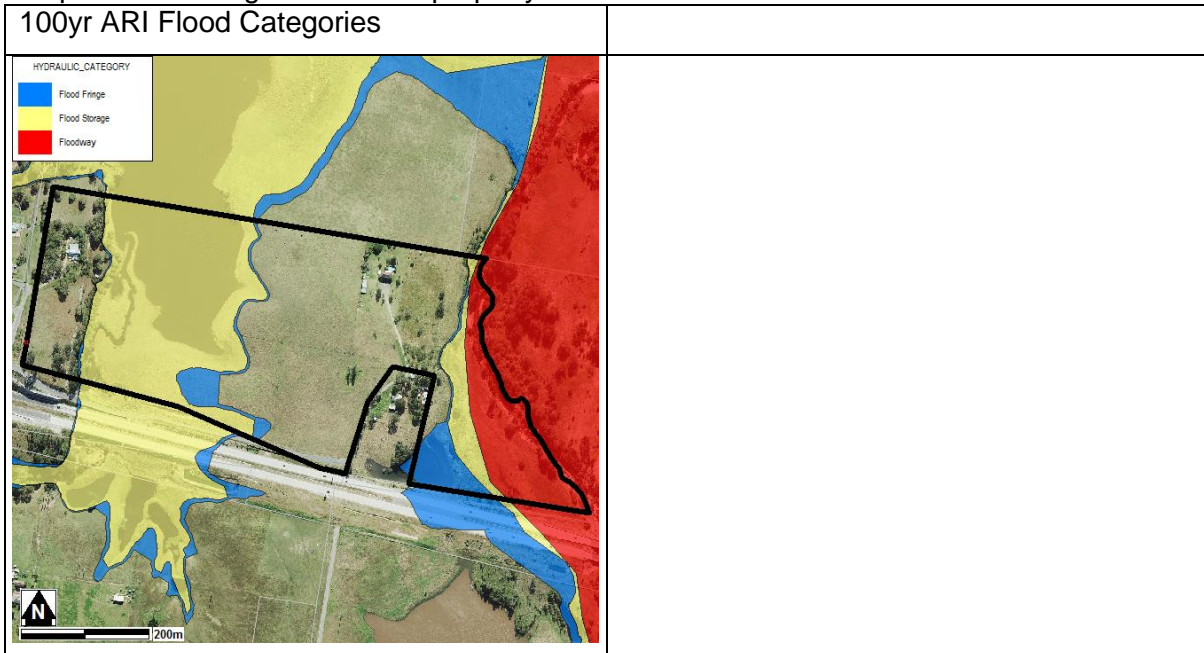 100yr ARI Flood Categories
HYDRAULIC_CATEGORY
Flood Fringe
Flood Storage
Floodway
N
200m